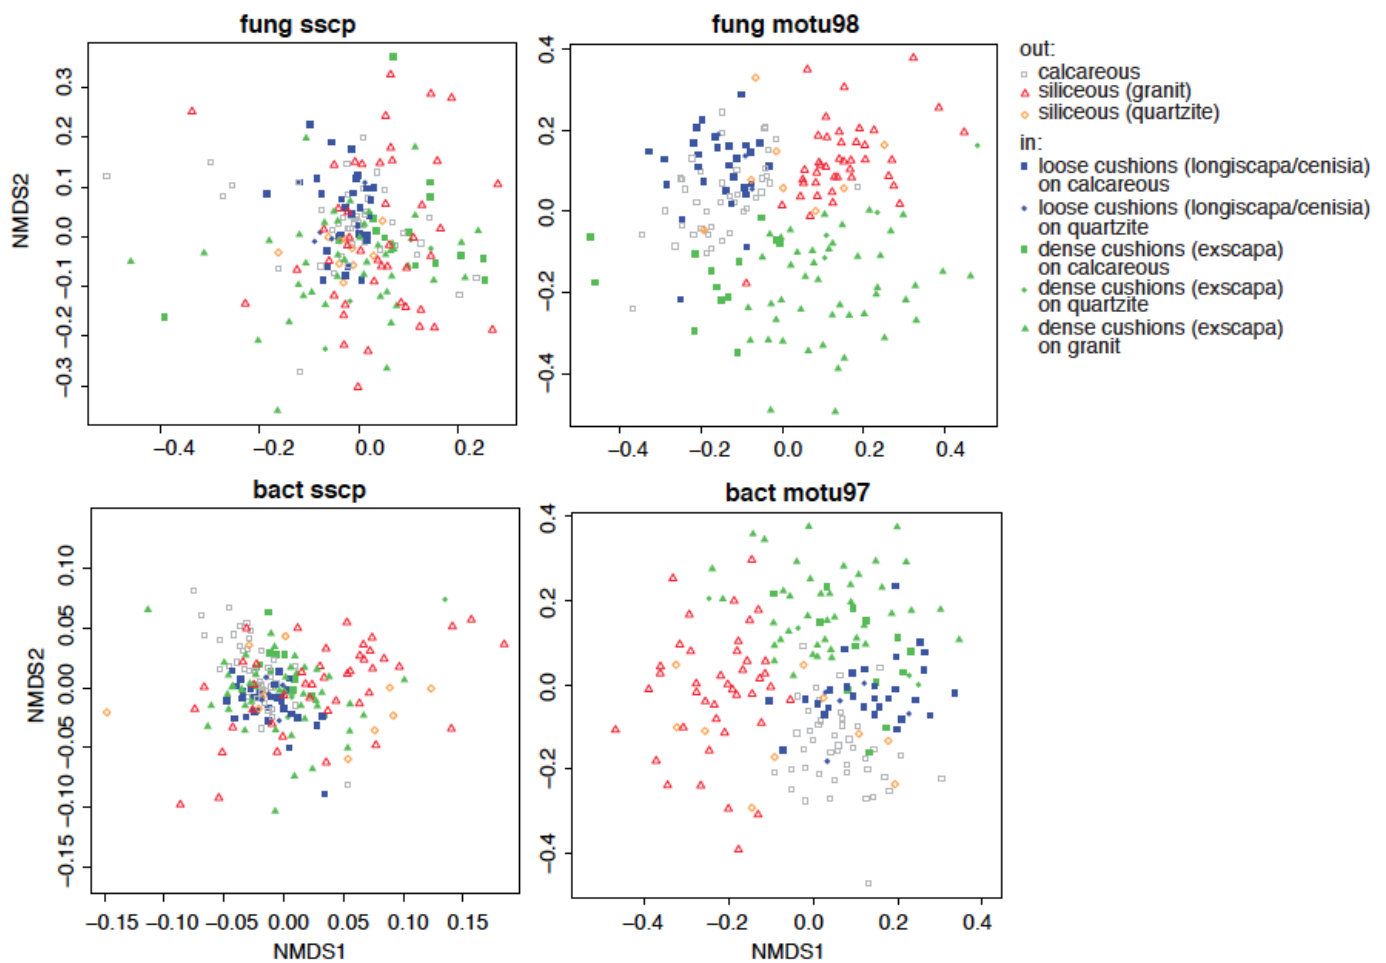 fung sscp
fung motu98
NMDS2
0.3
0.2
0.1
0.0
−0.1
−0.2
−0.3
−0.4
−0.2
0.0
0.2
0.4
0.2
0.0
−0.2
−0.4
−0.4
−0.2
0.0
0.2
0.4
out:
calcareous
siliceous (granit)
siliceous (quartzite)
in:
loose cushions (longiscapa/cenisia)
on calcareous
loose cushions (longiscapa/cenisia)
on quartzite
dense cushions (exscapa)
on calcareous
dense cushions (exscapa)
on quartzite
dense cushions (exscapa)
on granit
bact sscp
bact motu97
NMDS2
0.10
0.05
0.00
−0.05
−0.10
−0.15
−0.15 −0.10 −0.05 0.00 0.05 0.10 0.15
NMDS1
0.4
0.2
0.0
−0.2
−0.4
−0.4
−0.2
0.0
0.2
0.4
NMDS1